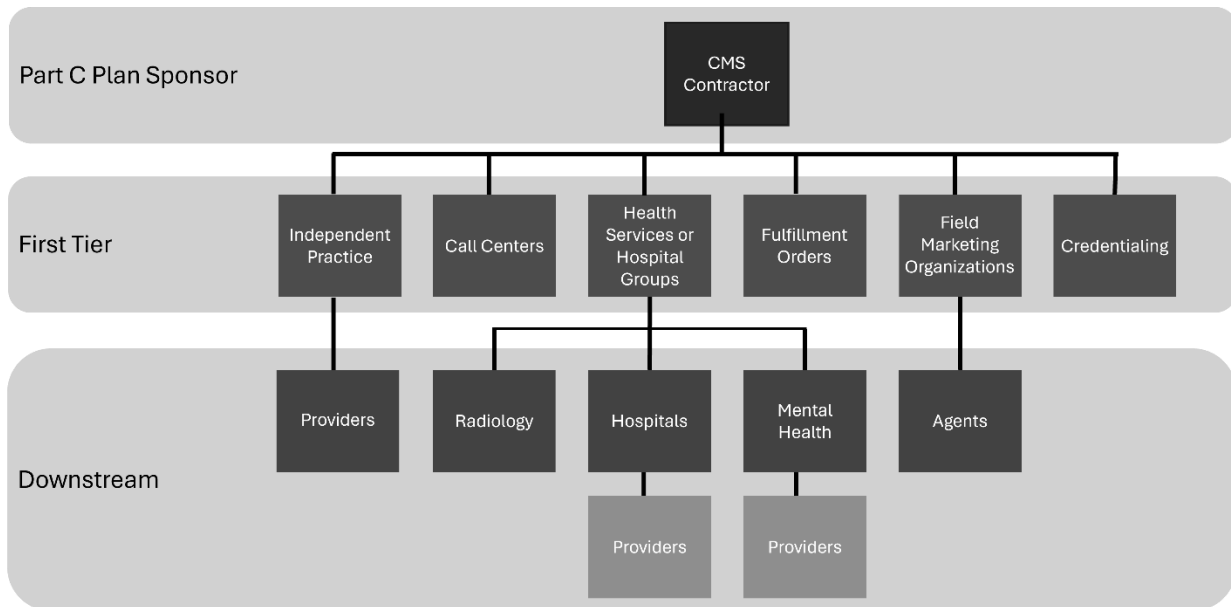 Part C Plan Sponsor
CMS
Contractor
First Tier
Independent
Practice
Call Centers
Health
Services or
Hospital
Groups
Fulfillment
Orders
Field
Marketing
Organizations
Credentialing
Downstream
Providers
Radiology
Hospitals
Mental
Health
Agents
Providers
Providers